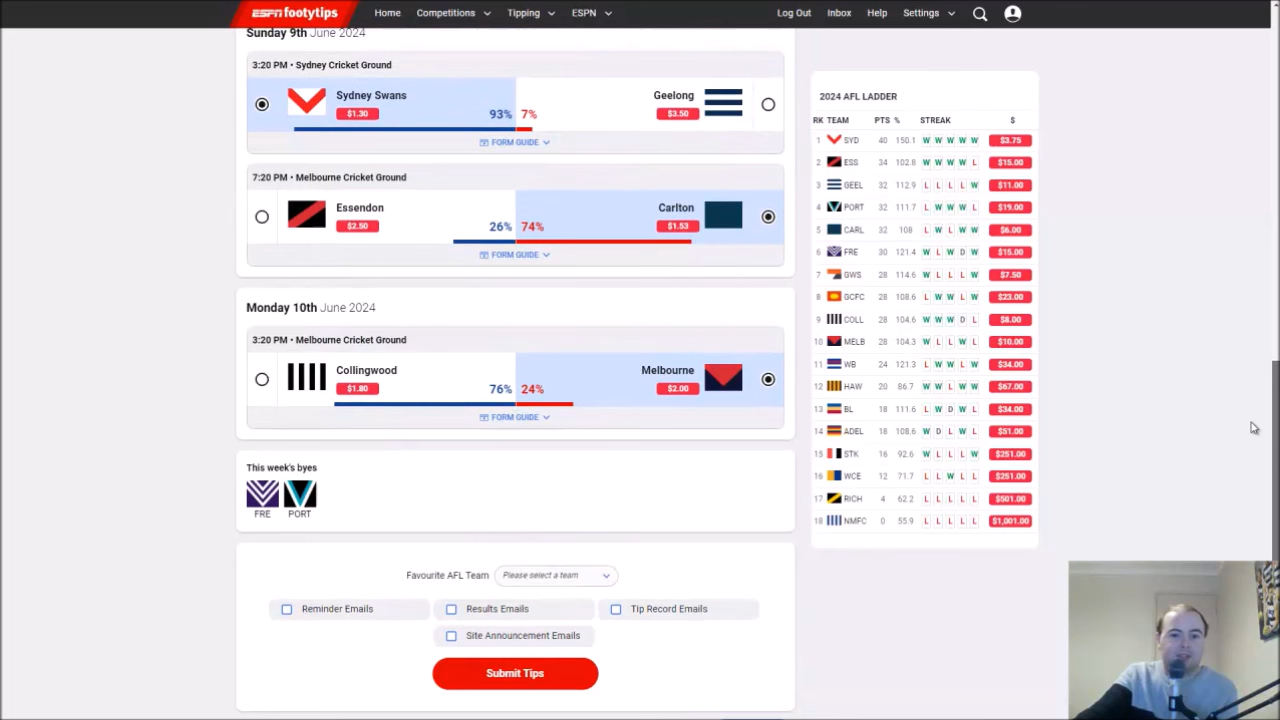 ESPN footytips
Home Competitions Tipping ESPN Log Out Inbox Help Settings
Sunday 9th June 2024
3:20 PM • Sydney Cricket Ground
Sydney Swans Geelong
$1.30 93% 7% $3.50
FORM GUIDE
7:20 PM • Melbourne Cricket Ground
Essendon Carlton
$2.50 26% 74% $1.53
FORM GUIDE
Monday 10th June 2024
3:20 PM • Melbourne Cricket Ground
Collingwood Melbourne
$1.80 76% 24% $2.00
FORM GUIDE
This week's byes
FRE PORT
Favourite AFL Team Please select a team
Reminder Emails Results Emails Tip Record Emails
Site Announcement Emails
Submit Tips
2024 AFL LADDER
RK TEAM PTS % STREAK $
1 SYD 40 150.1 W W W W W $3.75
2 ESS 34 102.8 W W W W L $15.00
3 GEEL 32 112.9 L L L L W $11.00
4 PORT 32 111.7 L W W W L $19.00
5 CARL 32 108 L W L W W $6.00
6 FRE 30 121.4 W L W D W $15.00
7 GWS 28 114.6 W L L L W $7.50
8 GCFC 28 108.6 L W W L W $23.00
9 COLL 28 104.6 W W W D L $8.00
10 MELB 28 104.3 W L L W L $10.00
11 WB 24 121.3 L W W L W $34.00
12 HAW 20 86.7 W W L W W $67.00
13 BL 18 111.6 L W D W L $34.00
14 ADEL 18 108.6 W D L W L $51.00
15 STK 16 92.6 W L L L W $251.00
16 WCE 12 71.7 L L W L L $251.00
17 RICH 4 62.2 L L L L L $501.00
18 NMFC 0 55.9 L L L L L $1,001.00